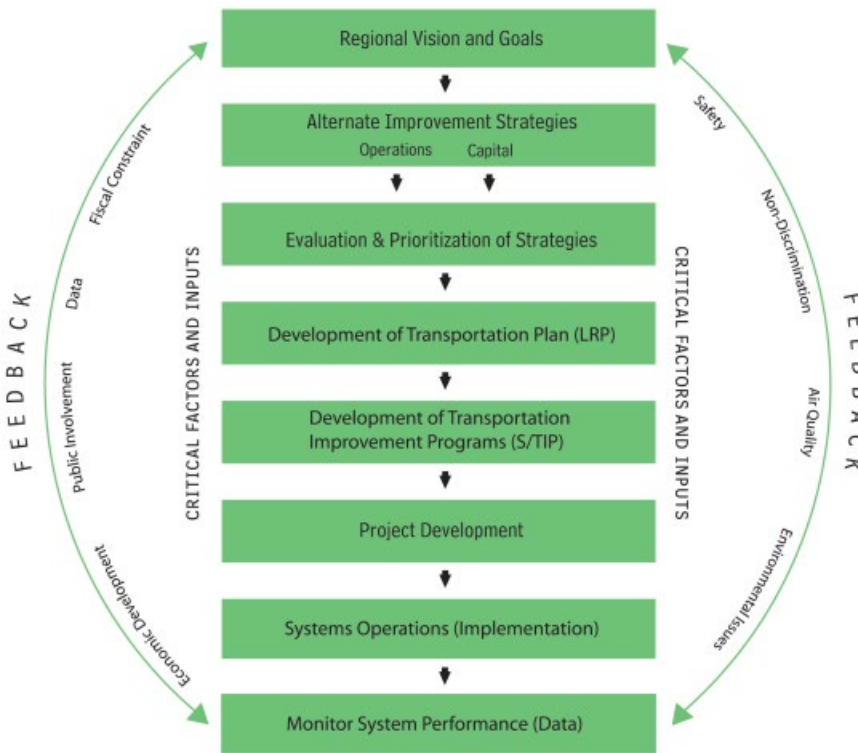 Regional Vision and Goals
Alternate Improvement Strategies
Operations Capital
Evaluation & Prioritization of Strategies
Development of Transportation Plan (LRP)
Development of Transportation
Improvement Programs (S/TIP)
Project Development
Systems Operations (Implementation)
Monitor System Performance (Data)
FEEDBACK
Fiscal Constraint
Data
Public Involvement
Economic Development
CRITICAL FACTORS AND INPUTS
CRITICAL FACTORS AND INPUTS
Safety
Non-Discrimination
Air Quality
Environmental Issues
FEEDBACK